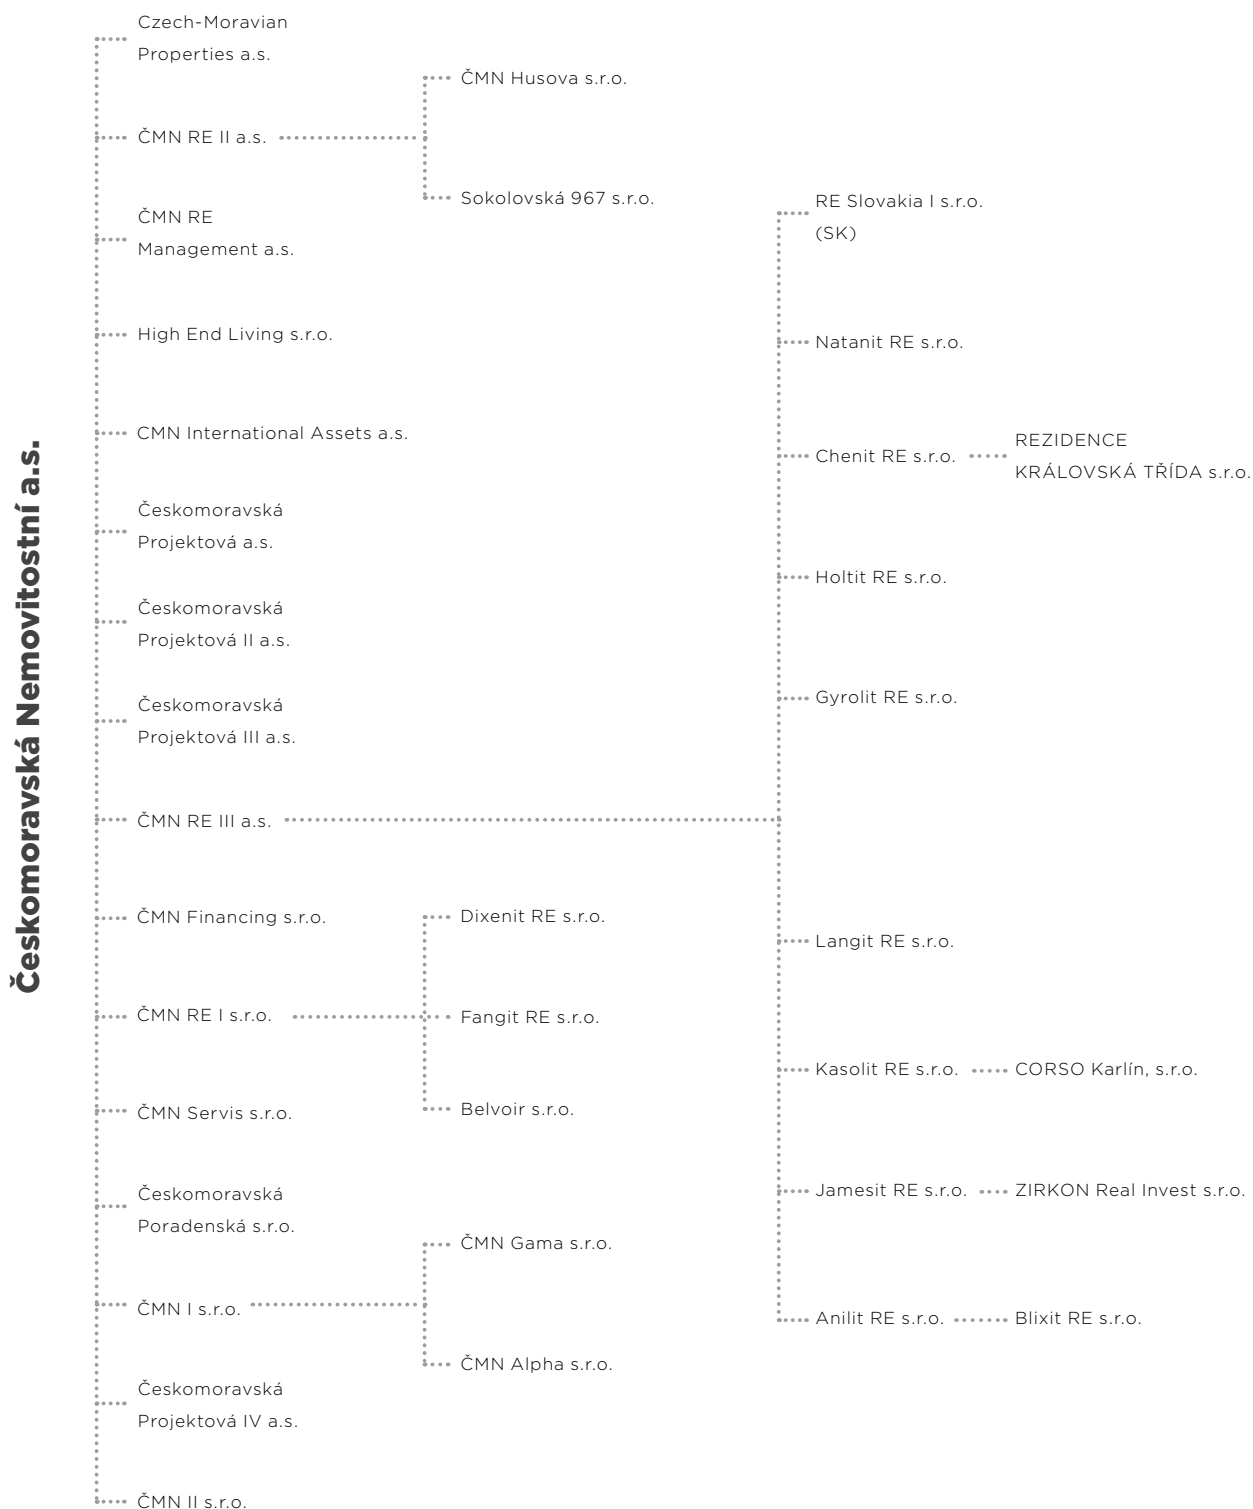 Českomoravská Nemovitostní a.s.
Czech-Moravian
Properties a.s.
ČMN RE II a.s.
ČMN Husova s.r.o.
Sokolovská 967 s.r.o.
ČMN RE
Management a.s.
High End Living s.r.o.
CMN International Assets a.s.
Českomoravská
Projektová a.s.
Českomoravská
Projektová II a.s.
Českomoravská
Projektová III a.s.
ČMN RE III a.s.
RE Slovakia I s.r.o.
(SK)
Natanit RE s.r.o.
Chenit RE s.r.o.
REZIDENCE
KRÁLOVSKÁ TŘÍDA s.r.o.
Holtit RE s.r.o.
Gyrolit RE s.r.o.
Langit RE s.r.o.
Kasolit RE s.r.o.
CORSO Karlín, s.r.o.
Jamesit RE s.r.o.
ZIRKON Real Invest s.r.o.
Anilit RE s.r.o.
Blixit RE s.r.o.
ČMN Financing s.r.o.
ČMN RE I s.r.o.
Dixenit RE s.r.o.
Fangit RE s.r.o.
Belvoir s.r.o.
ČMN Servis s.r.o.
Českomoravská
Poradenská s.r.o.
ČMN I s.r.o.
ČMN Gama s.r.o.
ČMN Alpha s.r.o.
Českomoravská
Projektová IV a.s.
ČMN II s.r.o.